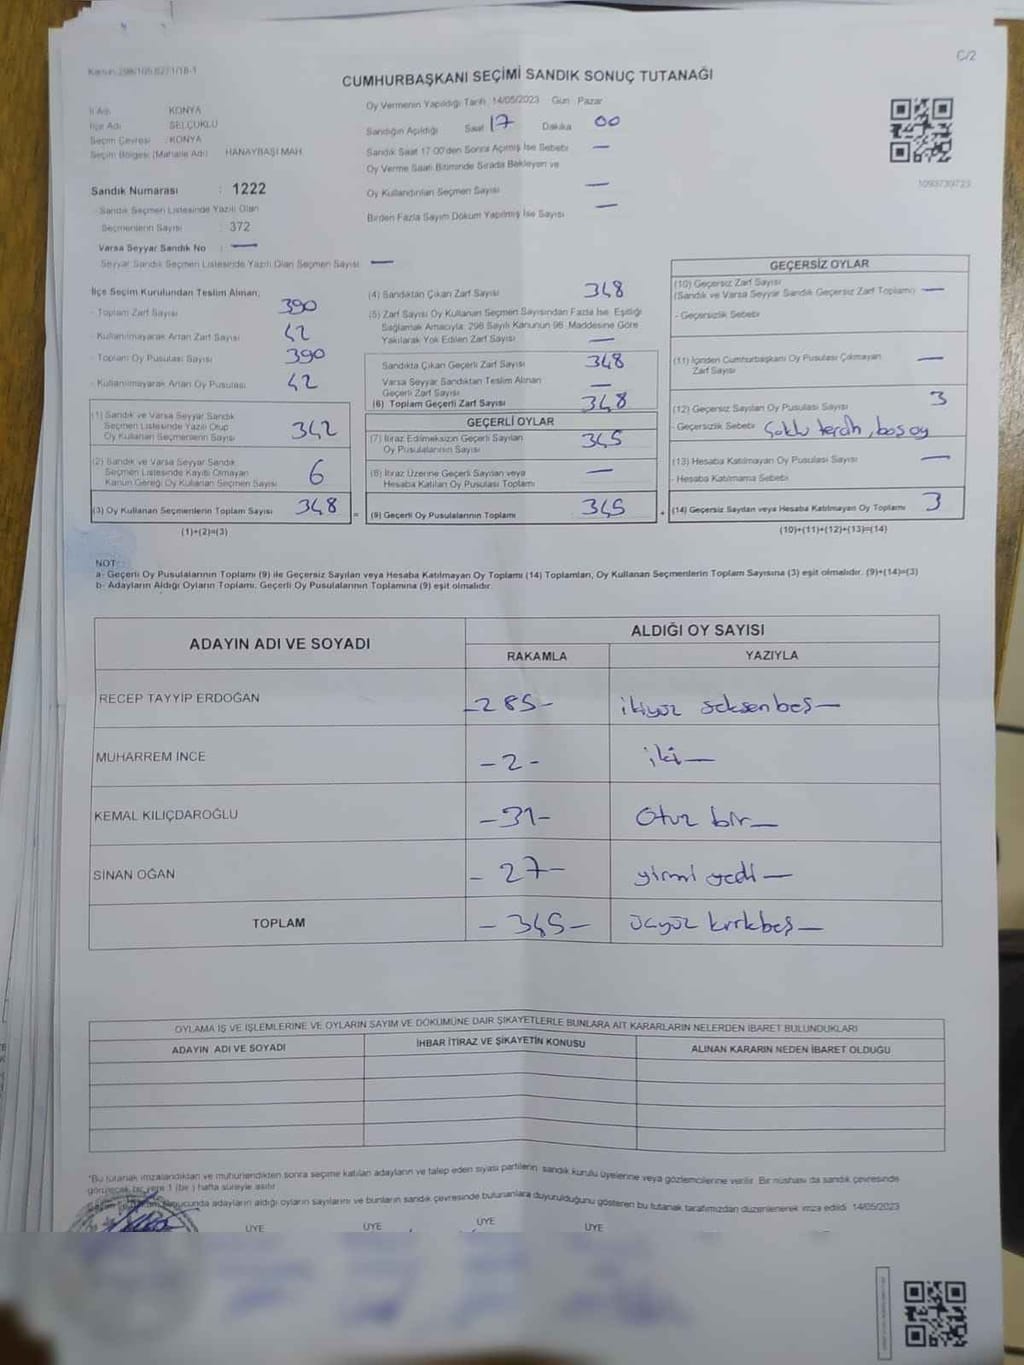 C/2
CUMHURBAŞKANI SEÇİMİ SANDIK SONUÇ TUTANAĞI
İl Adı KONYA
İlçe Adı SELÇUKLU
Seçim Çevresi : KONYA
Seçim Bölgesi (Mahalle Adı) HANAYBAŞI MAH.
Sandık Numarası : 1222
- Sandık Seçmen Listesinde Yazılı Olan
Seçmenlerin Sayısı : 372
Varsa Seyyar Sandık No : —
- Seyyar Sandık Seçmen Listesinde Yazılı Olan Seçmen Sayısı —
Oy Vermenin Yapıldığı Tarih 14/05/2023 Gün Pazar
Sandığın Açıldığı Saat 17 Dakika 00
Sandık Saat 17:00'den Sonra Açılmış İse Sebebi —
Oy Verme Saati Bitiminde Sırada Bekleyen ve
Oy Kullandırılan Seçmen Sayısı —
Birden Fazla Sayım Döküm Yapılmış İse Sayısı —
1093730723
İlçe Seçim Kurulundan Teslim Alınan;
- Toplam Zarf Sayısı 390
- Kullanılmayarak Artan Zarf Sayısı 42
- Toplam Oy Pusulası Sayısı 390
- Kullanılmayarak Artan Oy Pusulası 42
(1) Sandık ve Varsa Seyyar Sandık
Seçmen Listesinde Yazılı Olup
Oy Kullanan Seçmenlerin Sayısı 342
(2) Sandık ve Varsa Seyyar Sandık
Seçmen Listesinde Kayıtlı Olmayan
Kanun Gereği Oy Kullanan Seçmen Sayısı 6
(3) Oy Kullanan Seçmenlerin Toplam Sayısı 348
(1)+(2)=(3)
(4) Sandıktan Çıkan Zarf Sayısı 348
(5) Zarf Sayısı Oy Kullanan Seçmen Sayısından Fazla İse, Eşitliği
Sağlamak Amacıyla; 298 Sayılı Kanunun 98. Maddesine Göre
Yakılarak Yok Edilen Zarf Sayısı —
Sandıkta Çıkan Geçerli Zarf Sayısı 348
Varsa Seyyar Sandıktan Teslim Alınan
Geçerli Zarf Sayısı —
(6) Toplam Geçerli Zarf Sayısı 348
GEÇERLİ OYLAR
(7) İtiraz Edilmeksizin Geçerli Sayılan
Oy Pusulalarının Sayısı 345
(8) İtiraz Üzerine Geçerli Sayılan veya
Hesaba Katılan Oy Pusulası Toplamı —
= (9) Geçerli Oy Pusulalarının Toplamı 345
GEÇERSİZ OYLAR
(10) Geçersiz Zarf Sayısı
(Sandık ve Varsa Seyyar Sandık Geçersiz Zarf Toplamı) —
- Geçersizlik Sebebi
(11) İçinden Cumhurbaşkanı Oy Pusulası Çıkmayan
Zarf Sayısı —
(12) Geçersiz Sayılan Oy Pusulası Sayısı 3
- Geçersizlik Sebebi Çoklu tercih, boş oy
(13) Hesaba Katılmayan Oy Pusulası Sayısı —
- Hesaba Katılmama Sebebi
+ (14) Geçersiz Sayılan veya Hesaba Katılmayan Oy Toplamı 3
(10)+(11)+(12)+(13)=(14)
NOT:
a- Geçerli Oy Pusulalarının Toplamı (9) ile Geçersiz Sayılan veya Hesaba Katılmayan Oy Toplamı (14) Toplamları, Oy Kullanan Seçmenlerin Toplam Sayısına (3) eşit olmalıdır. (9)+(14)=(3)
b- Adayların Aldığı Oyların Toplamı; Geçerli Oy Pusulalarının Toplamına (9) eşit olmalıdır.
ADAYIN ADI VE SOYADI ALDIĞI OY SAYISI
RAKAMLA YAZIYLA
RECEP TAYYİP ERDOĞAN -285- ikiyüz seksenbeş—
MUHARREM İNCE -2- iki—
KEMAL KILIÇDAROĞLU -31- Otuz bir—
SİNAN OĞAN -27- yirmi yedi—
TOPLAM -345- üçyüz kırkbeş—
OYLAMA İŞ VE İŞLEMLERİNE VE OYLARIN SAYIM VE DÖKÜMÜNE DAİR ŞİKAYETLERLE BUNLARA AİT KARARLARIN NELERDEN İBARET BULUNDUKLARI
ADAYIN ADI VE SOYADI İHBAR İTİRAZ VE ŞİKAYETİN KONUSU ALINAN KARARIN NEDEN İBARET OLDUĞU
*Bu tutanak imzalandıktan ve mühürlendikten sonra seçime katılan adayların ve talep eden siyasi partilerin sandık kurulu üyelerine veya gözlemcilerine verilir. Bir nüshası da sandık çevresinde
görülecek bir yere 1 (bir ) hafta süreyle asılır.
sonucunda adayların aldığı oyların sayılarını ve bunların sandık çevresinde bulunanlara duyurulduğunu gösteren bu tutanak tarafımızdan düzenlenerek imza edildi. 14/05/2023
ÜYE ÜYE ÜYE ÜYE